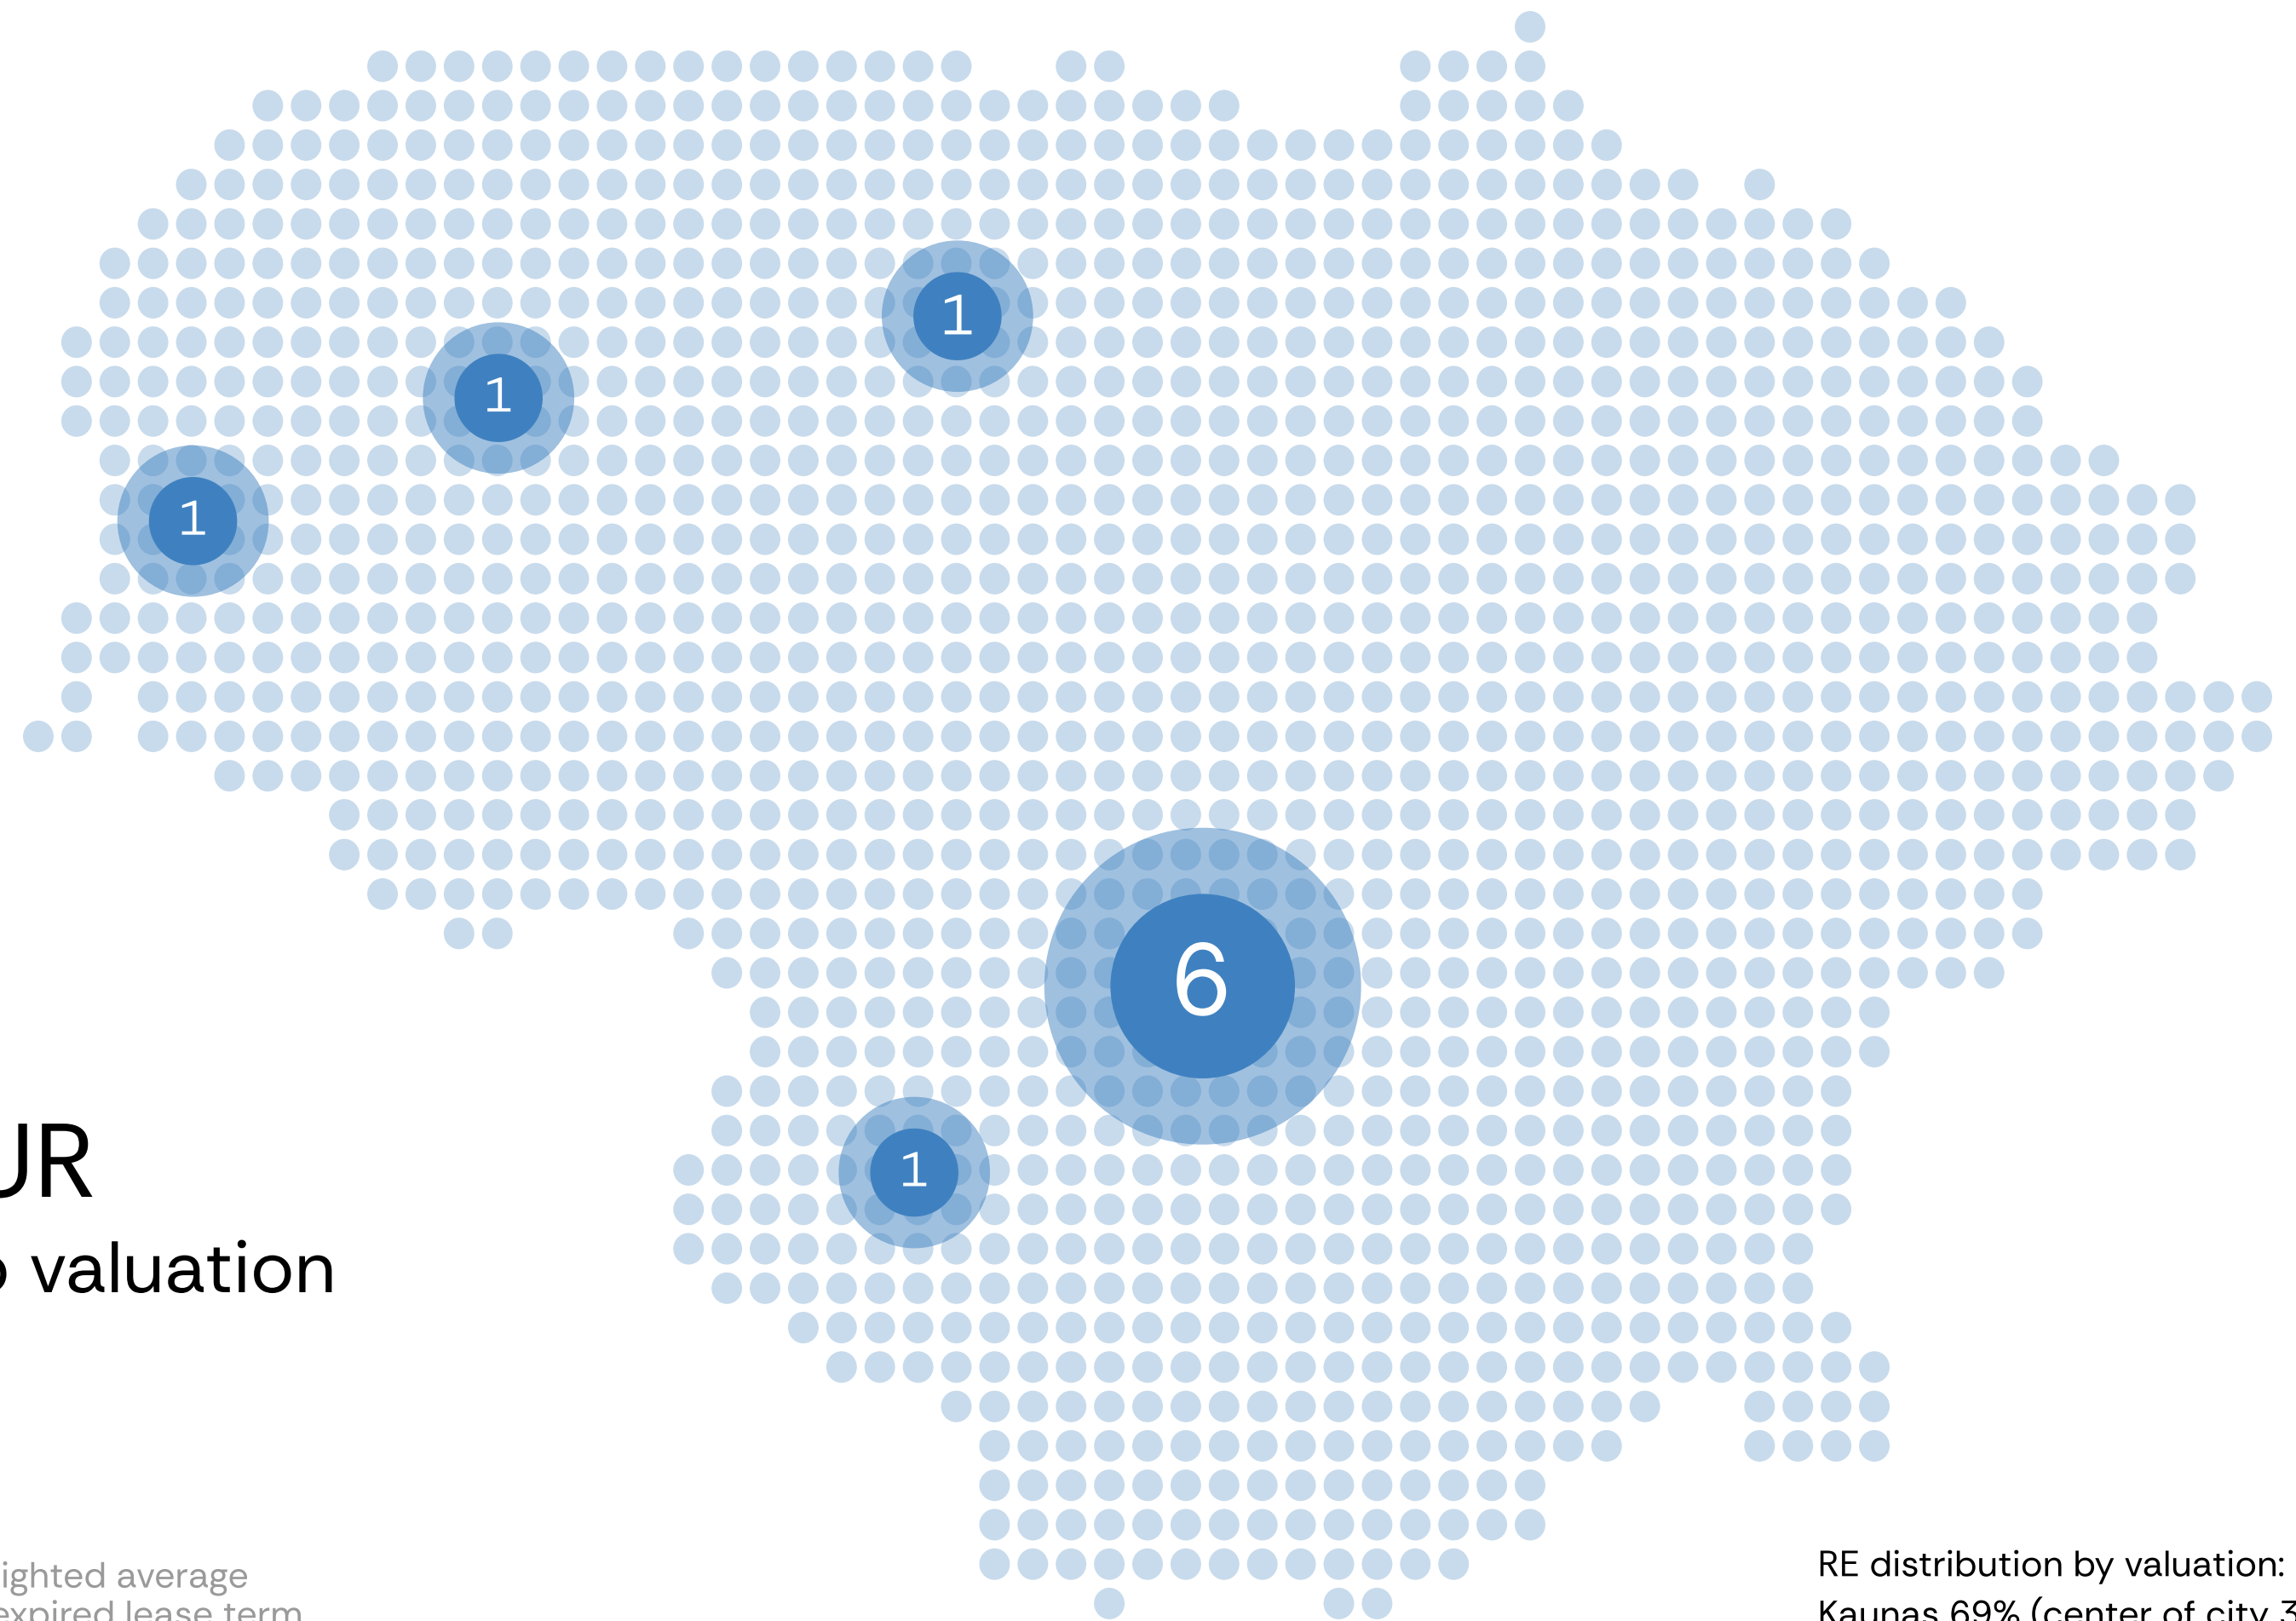 1
1
1
6
1
UR
valuation
ighted average
expired lease term
RE distribution by valuation:
Kaunas 69% (center of city 3